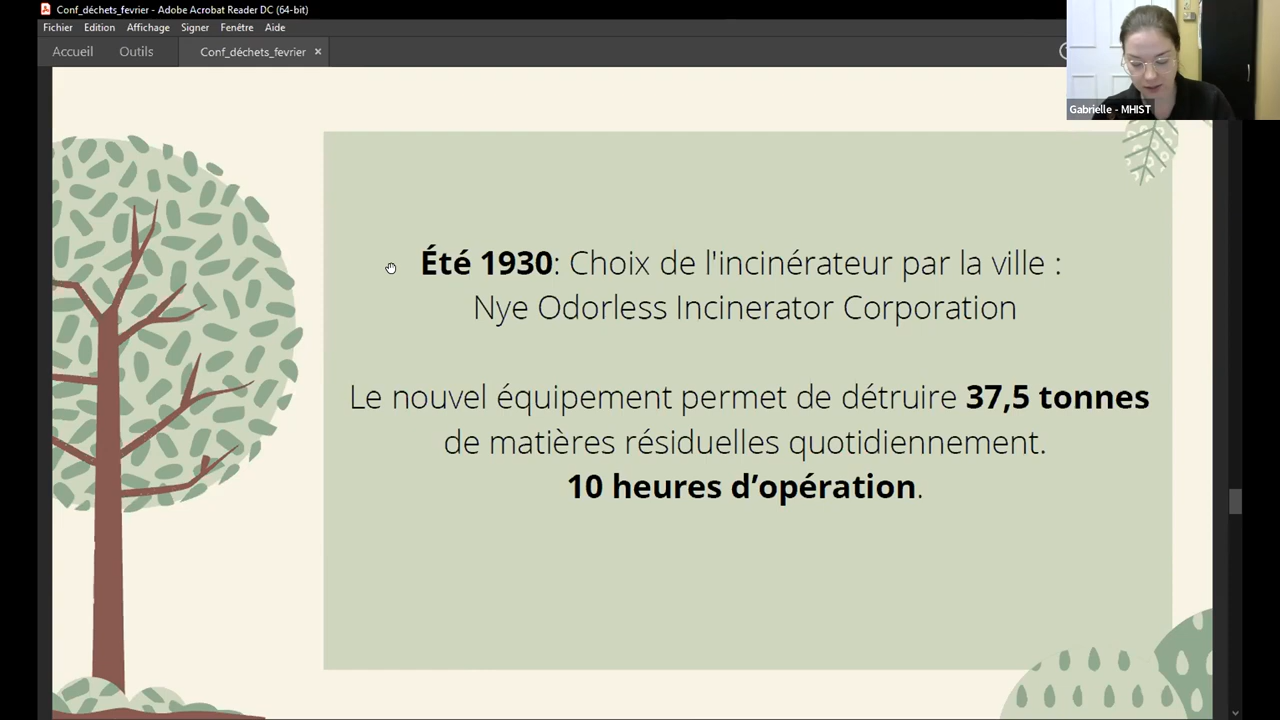 Conf_déchets_fevrier - Adobe Acrobat Reader DC (64-bit)
Fichier Edition Affichage Signer Fenêtre Aide
Accueil Outils Conf_déchets_fevrier ×
Gabrielle - MHIST
Été 1930: Choix de l'incinérateur par la ville :
Nye Odorless Incinerator Corporation
Le nouvel équipement permet de détruire 37,5 tonnes
de matières résiduelles quotidiennement.
10 heures d’opération.